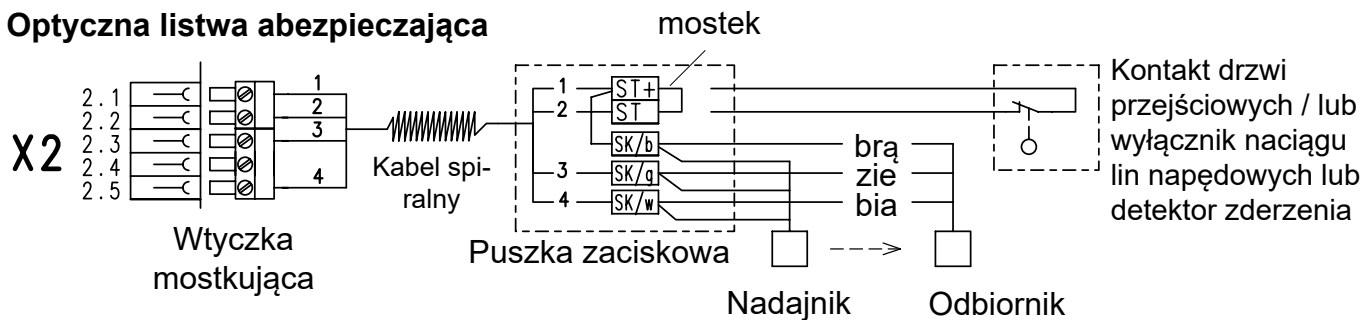 Optyczna listwa abezpieczająca
mostek
X2
2.1
2.2
2.3
2.4
2.5
1
2
3
4
Wtyczka
mostkująca
Kabel spi-
ralny
1
2
3
4
ST+
ST
SK/b
SK/g
SK/w
Puszka zaciskowa
brą
zie
bia
Nadajnik
Odbiornik
Kontakt drzwi
przejściowych / lub
wyłącznik naciągu
lin napędowych lub
detektor zderzenia